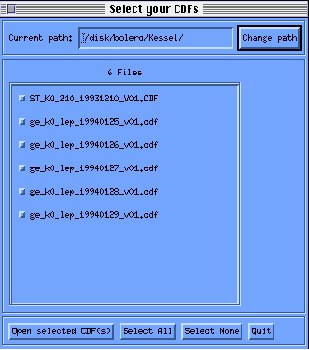 Select your CDFs
Current path: /disk/bolero/Kessel/ Change path
6 Files
ST_K0_210_19931210_V01.CDF
ge_k0_lep_19940125_v01.cdf
ge_k0_lep_19940126_v01.cdf
ge_k0_lep_19940127_v01.cdf
ge_k0_lep_19940128_v01.cdf
ge_k0_lep_19940129_v01.cdf
Open selected CDF(s) Select All Select None Quit